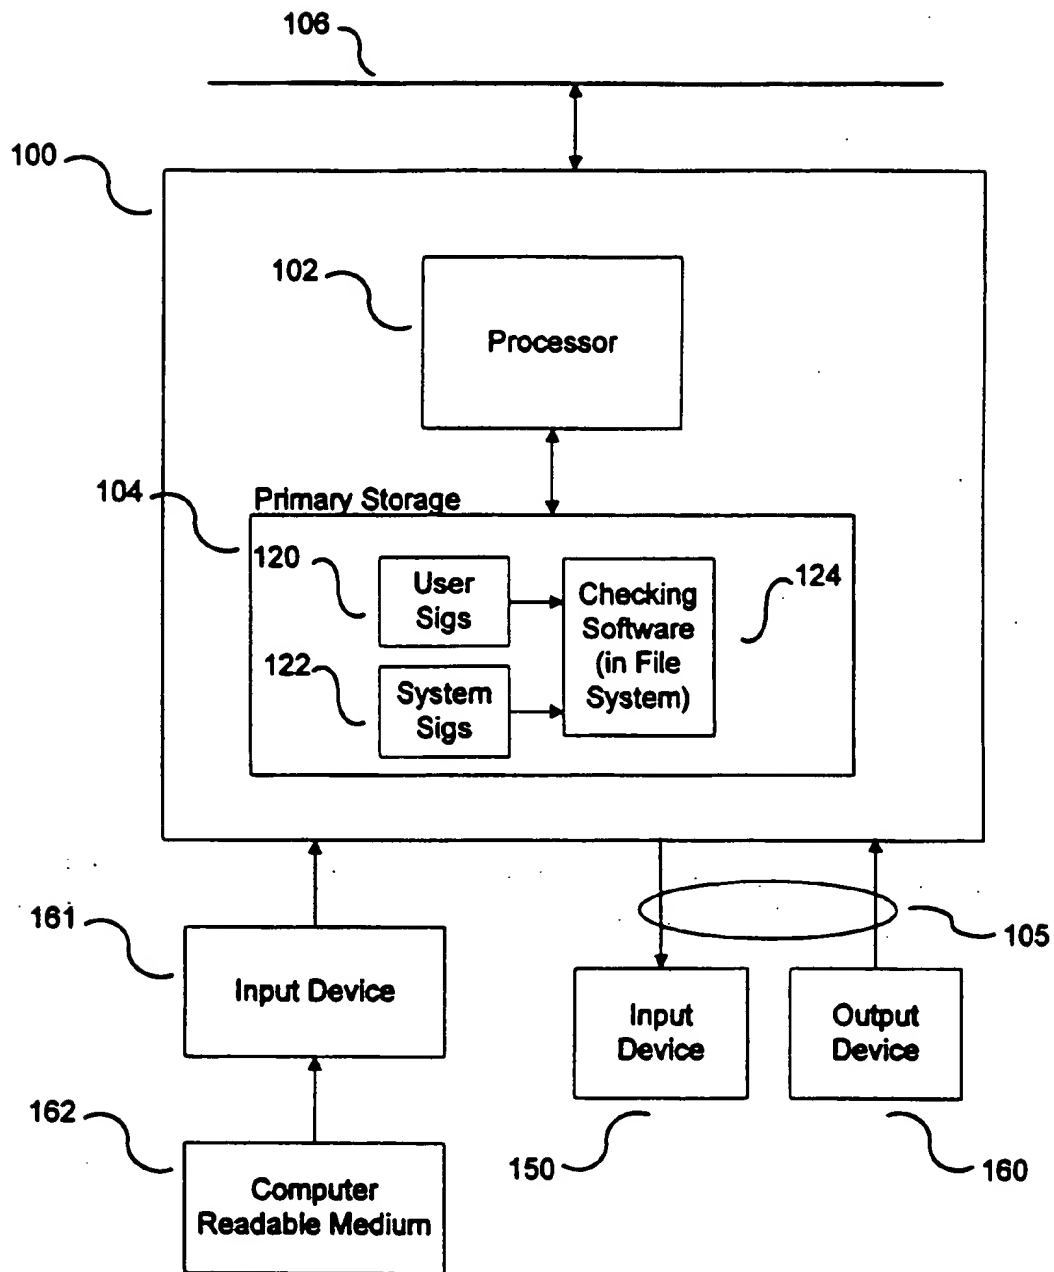 106
100
102
Processor
104
Primary Storage
120
User
Sigs
Checking
Software
(in File
System)
124
122
System
Sigs
161
Input Device
105
Input
Device
Output
Device
162
Computer
Readable Medium
150
160